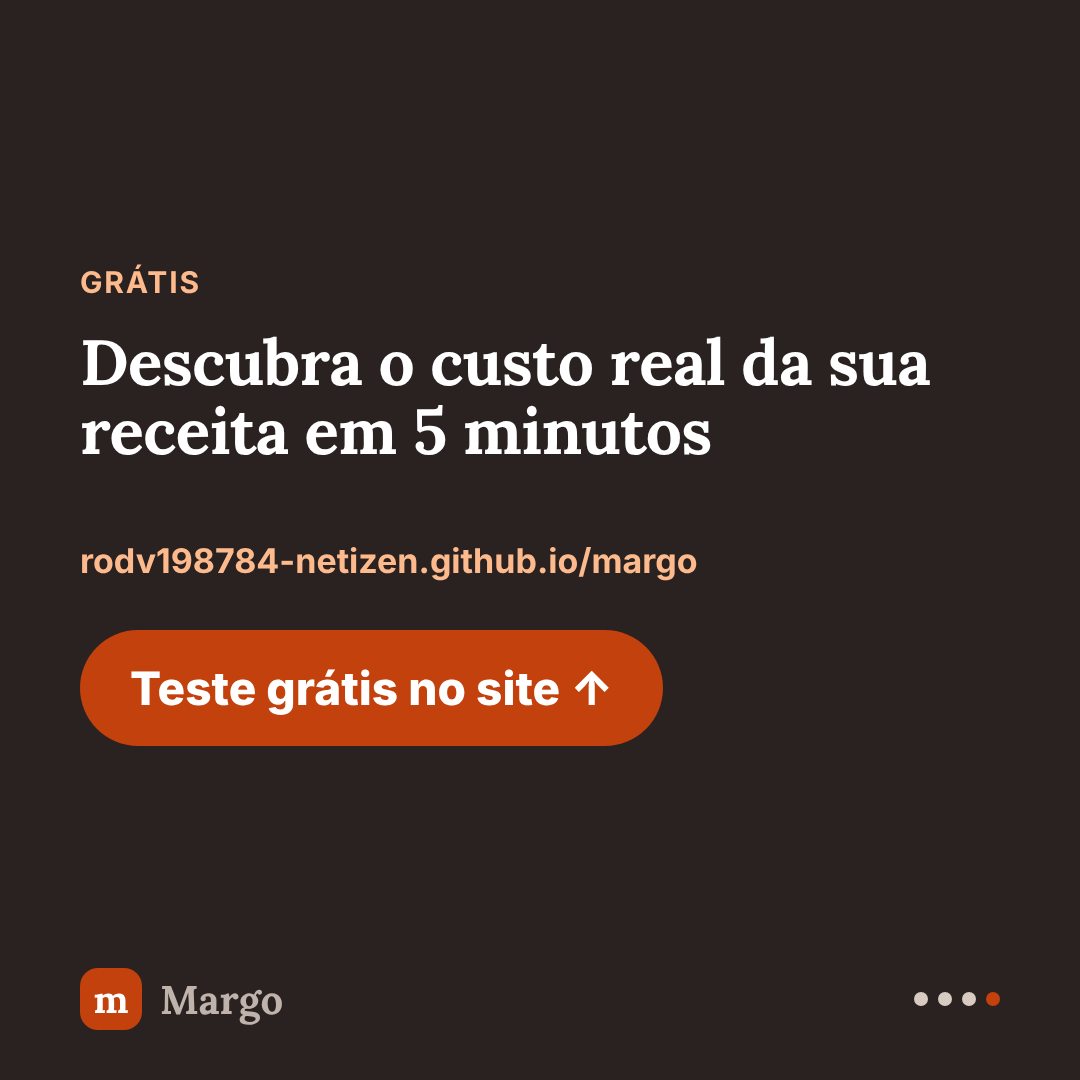 GRÁTIS
Descubra o custo real da sua
receita em 5 minutos
rodv198784-netizen.github.io/margo
Teste grátis no site ↑
m Margo